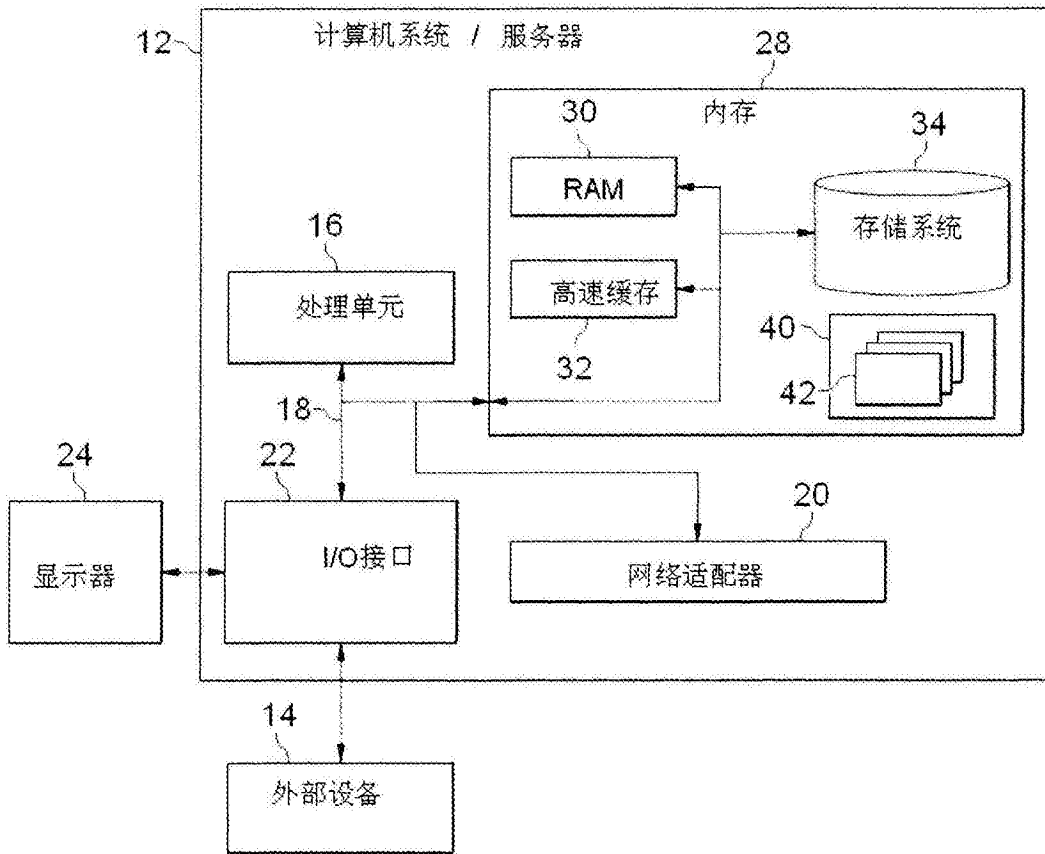 12
计算机系统 / 服务器
28
内存
30
RAM
34
存储系统
16
处理单元
高速缓存
32
40
42
18
24
22
20
显示器
I/O接口
网络适配器
14
外部设备